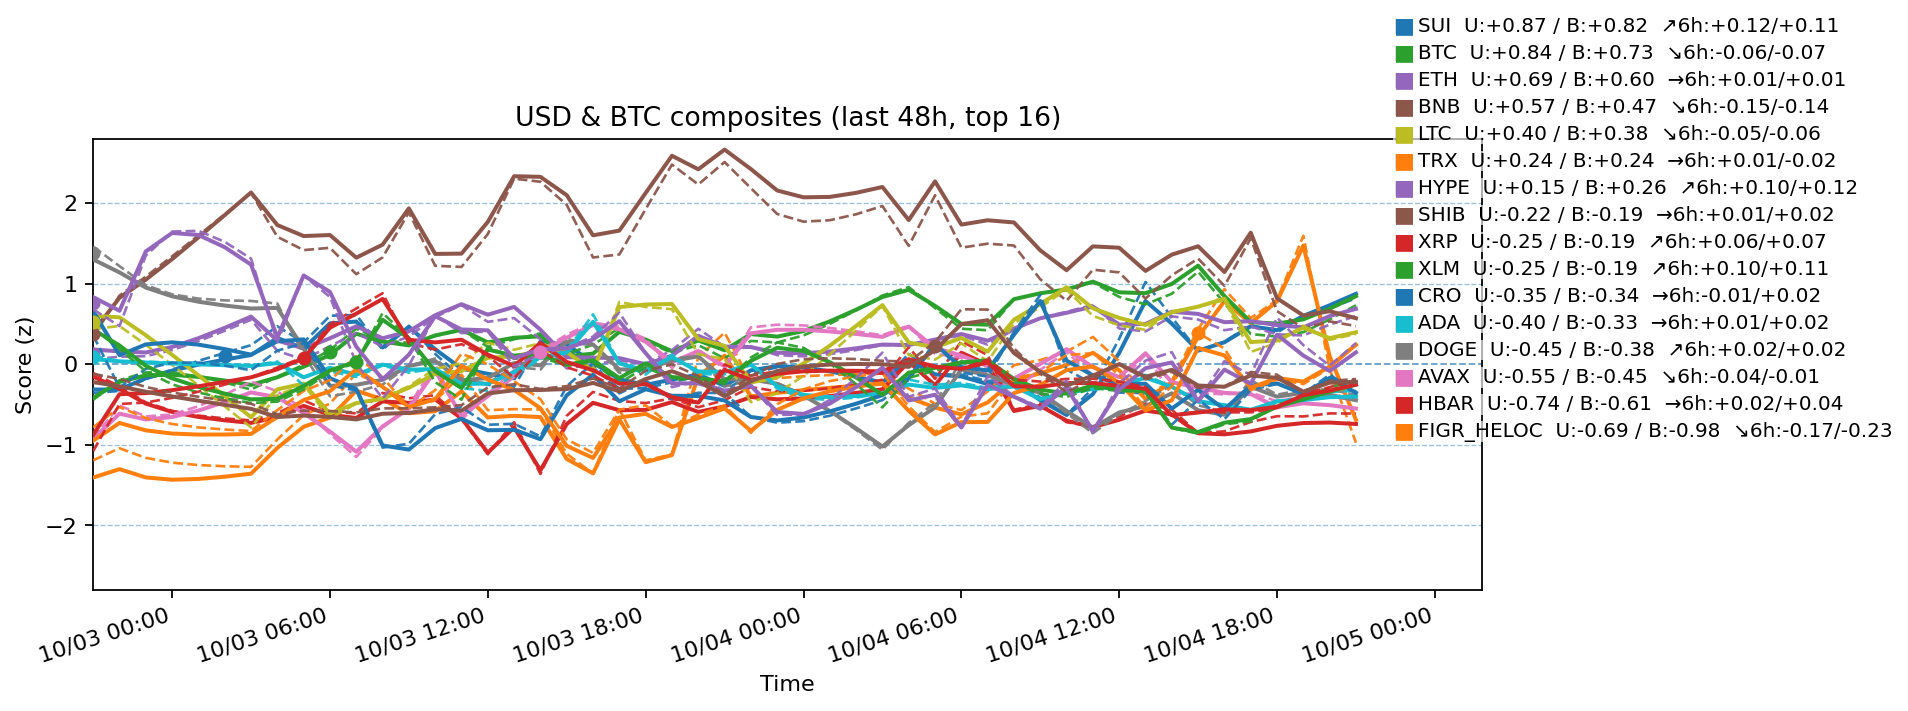 SUI  U:+0.87 / B:+0.82  ↗6h:+0.12/+0.11
BTC  U:+0.84 / B:+0.73  ↘6h:-0.06/-0.07
ETH  U:+0.69 / B:+0.60  →6h:+0.01/+0.01
BNB  U:+0.57 / B:+0.47  ↘6h:-0.15/-0.14
LTC  U:+0.40 / B:+0.38  ↘6h:-0.05/-0.06
TRX  U:+0.24 / B:+0.24  →6h:+0.01/-0.02
HYPE  U:+0.15 / B:+0.26  ↗6h:+0.10/+0.12
SHIB  U:-0.22 / B:-0.19  →6h:+0.01/+0.02
XRP  U:-0.25 / B:-0.19  ↗6h:+0.06/+0.07
XLM  U:-0.25 / B:-0.19  ↗6h:+0.10/+0.11
CRO  U:-0.35 / B:-0.34  →6h:-0.01/+0.02
ADA  U:-0.40 / B:-0.33  →6h:+0.01/+0.02
DOGE  U:-0.45 / B:-0.38  ↗6h:+0.02/+0.02
AVAX  U:-0.55 / B:-0.45  ↘6h:-0.04/-0.01
HBAR  U:-0.74 / B:-0.61  →6h:+0.02/+0.04
FIGR_HELOC  U:-0.69 / B:-0.98  ↘6h:-0.17/-0.23
USD & BTC composites (last 48h, top 16)
Score (z)
2
1
0
−1
−2
10/03 00:00
10/03 06:00
10/03 12:00
10/03 18:00
10/04 00:00
10/04 06:00
10/04 12:00
10/04 18:00
10/05 00:00
Time